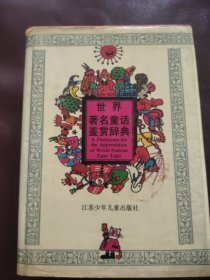 世界
著名童话
鉴赏辞典
A Dictionary for
the Appreciation
of World Famous
Fairy Tales
江苏少年儿童出版社